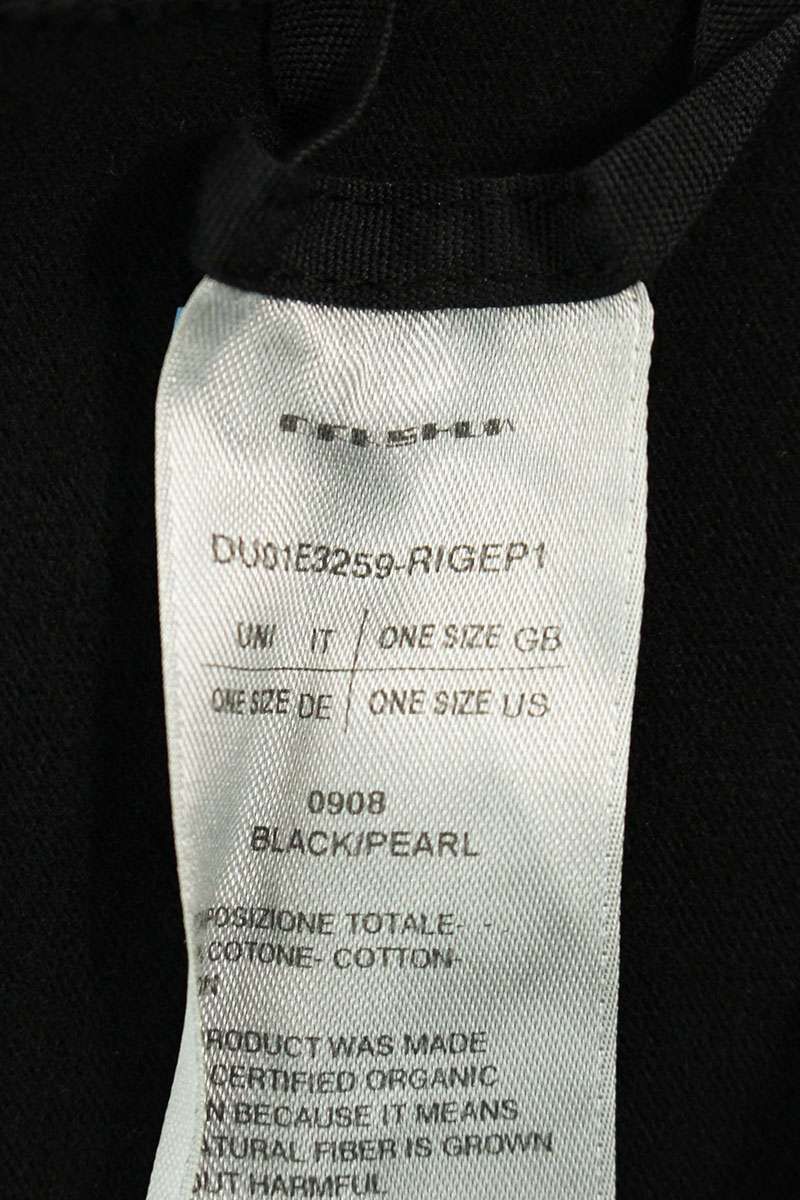 DU01E3259-RIGEP1
UNI IT / ONE SIZE GB
ONE SIZE DE / ONE SIZE US
0908
BLACK/PEARL
POSIZIONE TOTALE- -
COTONE- COTTON-
RODUCT WAS MADE
CERTIFIED ORGANIC
N BECAUSE IT MEANS
ATURAL FIBER IS GROWN
OUT HARMFUL